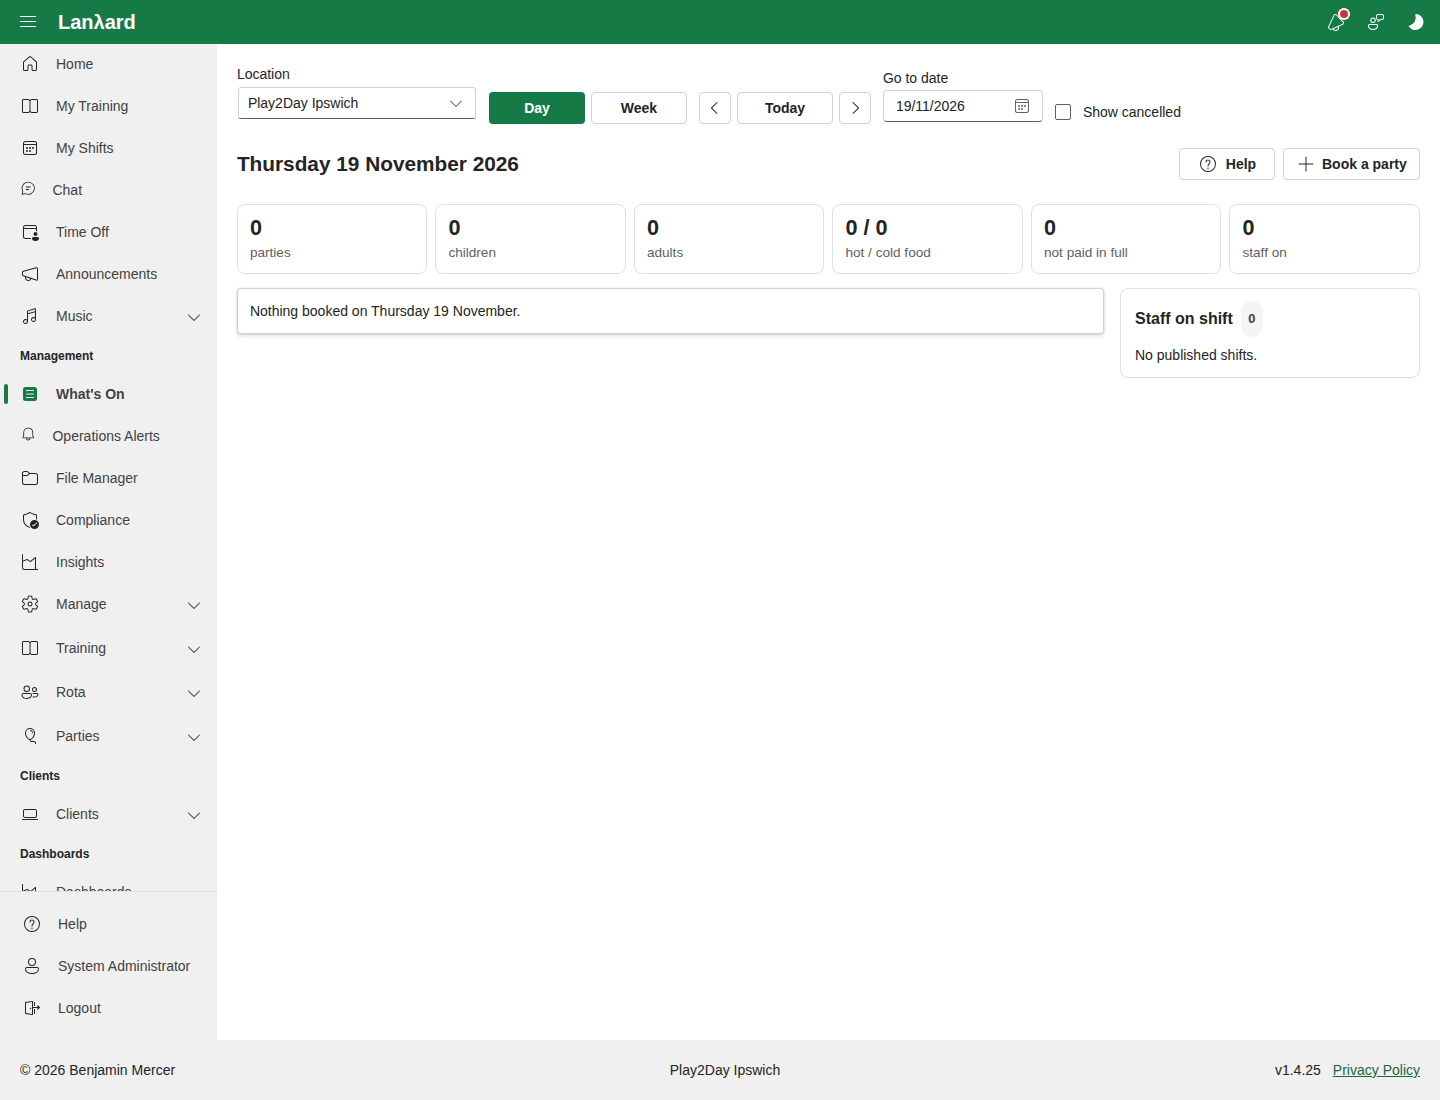 Lanλard
Home
My Training
My Shifts
Chat
Time Off
Announcements
Music
Management
What's On
Operations Alerts
File Manager
Compliance
Insights
Manage
Training
Rota
Parties
Clients
Clients
Dashboards
Dashboards
Help
System Administrator
Logout
Location
Play2Day Ipswich
Day
Week
Today
Go to date
19/11/2026
Show cancelled
Thursday 19 November 2026
Help
Book a party
0
parties
0
children
0
adults
0 / 0
hot / cold food
0
not paid in full
0
staff on
Nothing booked on Thursday 19 November.
Staff on shift 0
No published shifts.
© 2026 Benjamin Mercer
Play2Day Ipswich
v1.4.25 Privacy Policy